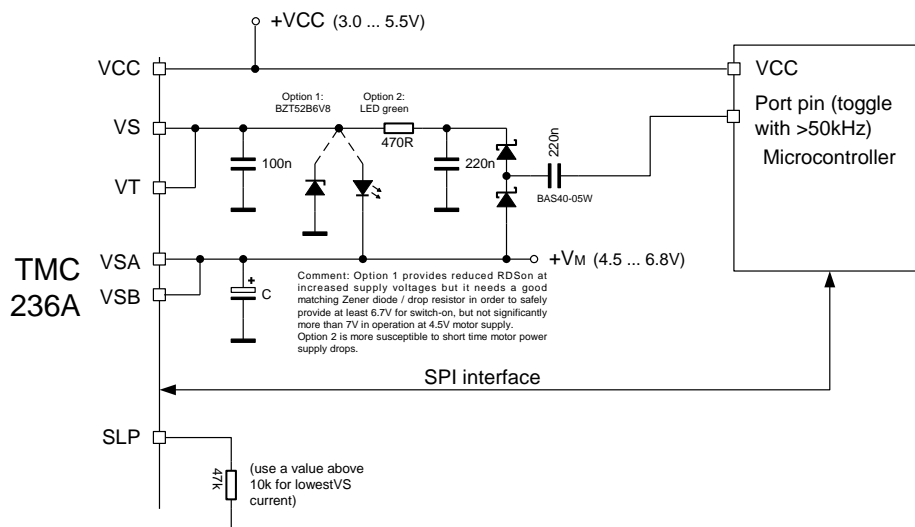 +VCC (3.0 ... 5.5V)
VCC
VCC
Option 1:
BZT52B6V8
Option 2:
LED green
VS
Port pin (toggle
with >50kHz)
Microcontroller
470R
220n
100n
220n
VT
BAS40-05W
TMC
236A
VSA
+VM (4.5 ... 6.8V)
VSB
+
C
Comment: Option 1 provides reduced RDSon at
increased supply voltages but it needs a good
matching Zener diode / drop resistor in order to safely
provide at least 6.7V for switch-on, but not significantly
more than 7V in operation at 4.5V motor supply.
Option 2 is more susceptible to short time motor power
supply drops.
SPI interface
SLP
47k
(use a value above
10k for lowestVS
current)